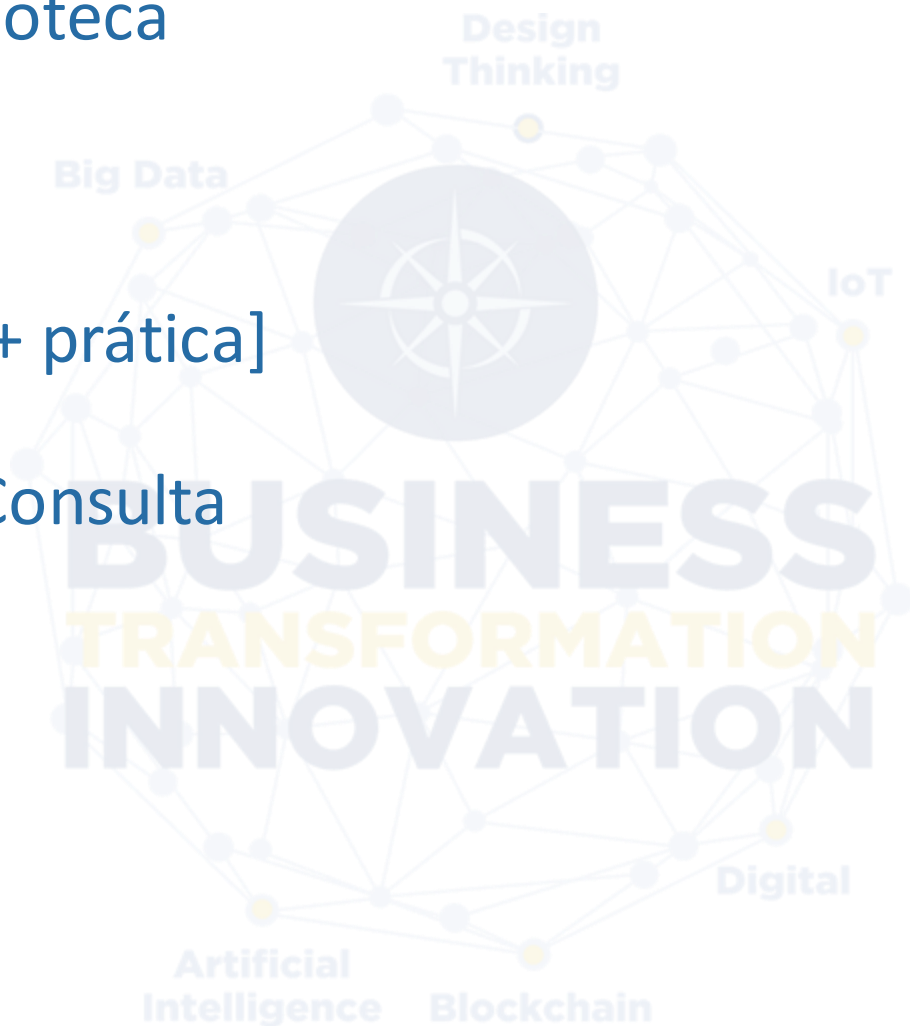 oteca
Design
Thinking
Big Data
IoT
+ prática]
Consulta
BUSINESS
TRANSFORMATION
INNOVATION
Digital
Artificial
Intelligence
Blockchain